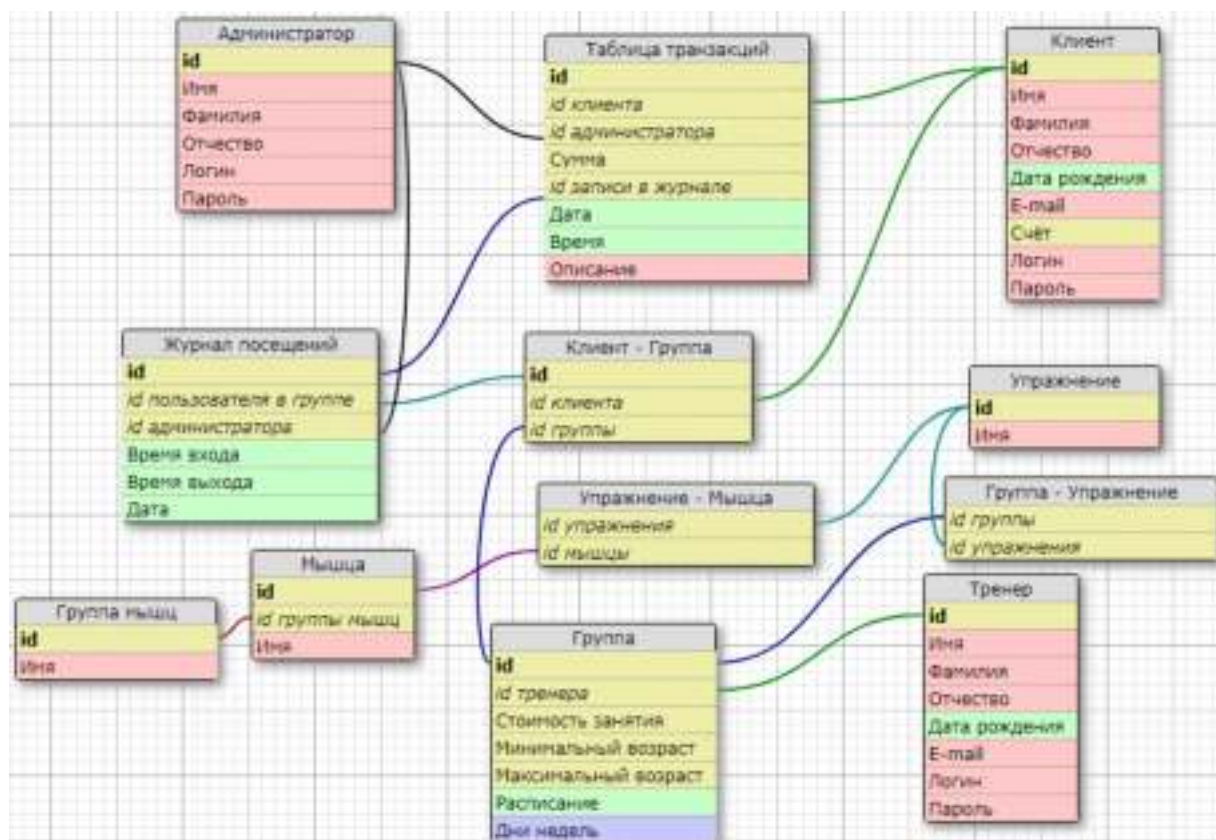 Администратор
id
Имя
Фамилия
Отчество
Логин
Пароль
Таблица транзакций
id
id клиента
id администратора
Сумма
id записи в журнале
Дата
Время
Описание
Клиент
id
Имя
Фамилия
Отчество
Дата рождения
E-mail
Счёт
Логин
Пароль
Журнал посещений
id
id пользователя в группе
id администратора
Время входа
Время выхода
Дата
Клиент - Группа
id
id клиента
id группы
Упражнение
id
Имя
Упражнение - Мышца
id упражнения
id мышцы
Группа - Упражнение
id группы
id упражнения
Мышца
id
id группы мышц
Имя
Группа мышц
id
Имя
Группа
id
id тренера
Стоимость занятия
Минимальный возраст
Максимальный возраст
Расписание
Дни недель
Тренер
id
Имя
Фамилия
Отчество
Дата рождения
E-mail
Логин
Пароль